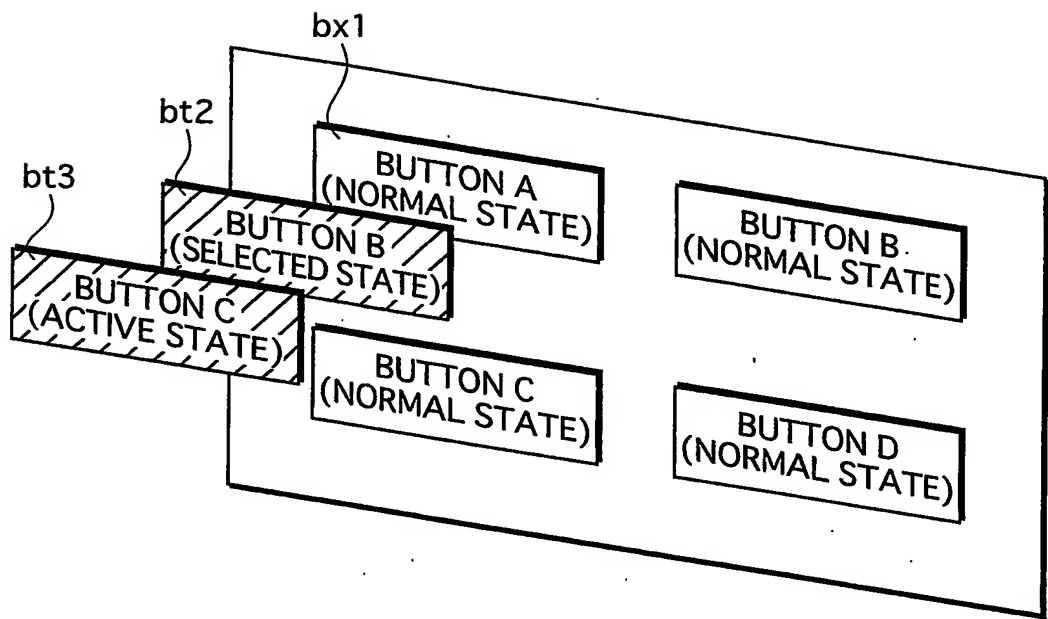 bx1
bt2
bt3
BUTTON A
(NORMAL STATE)
BUTTON B
(SELECTED STATE)
BUTTON C
(ACTIVE STATE)
BUTTON B
(NORMAL STATE)
BUTTON C
(NORMAL STATE)
BUTTON D
(NORMAL STATE)